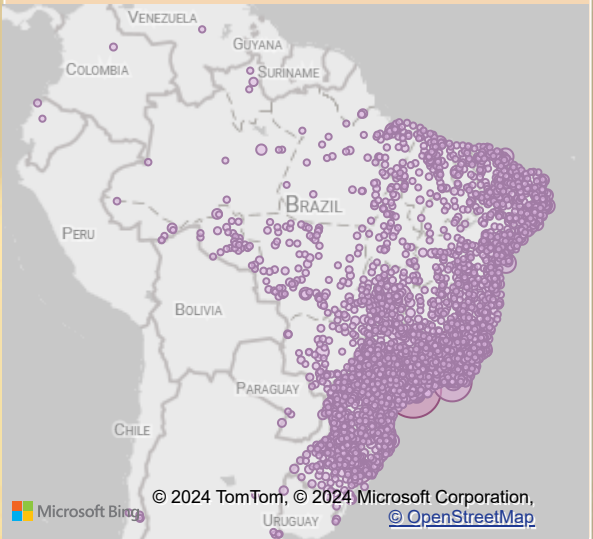 VENEZUELA
GUYANA
COLOMBIA
SURINAME
BRAZIL
PERU
BOLIVIA
PARAGUAY
CHILE
© 2024 TomTom, © 2024 Microsoft Corporation,
Microsoft Bing
© OpenStreetMap
URUGUAY